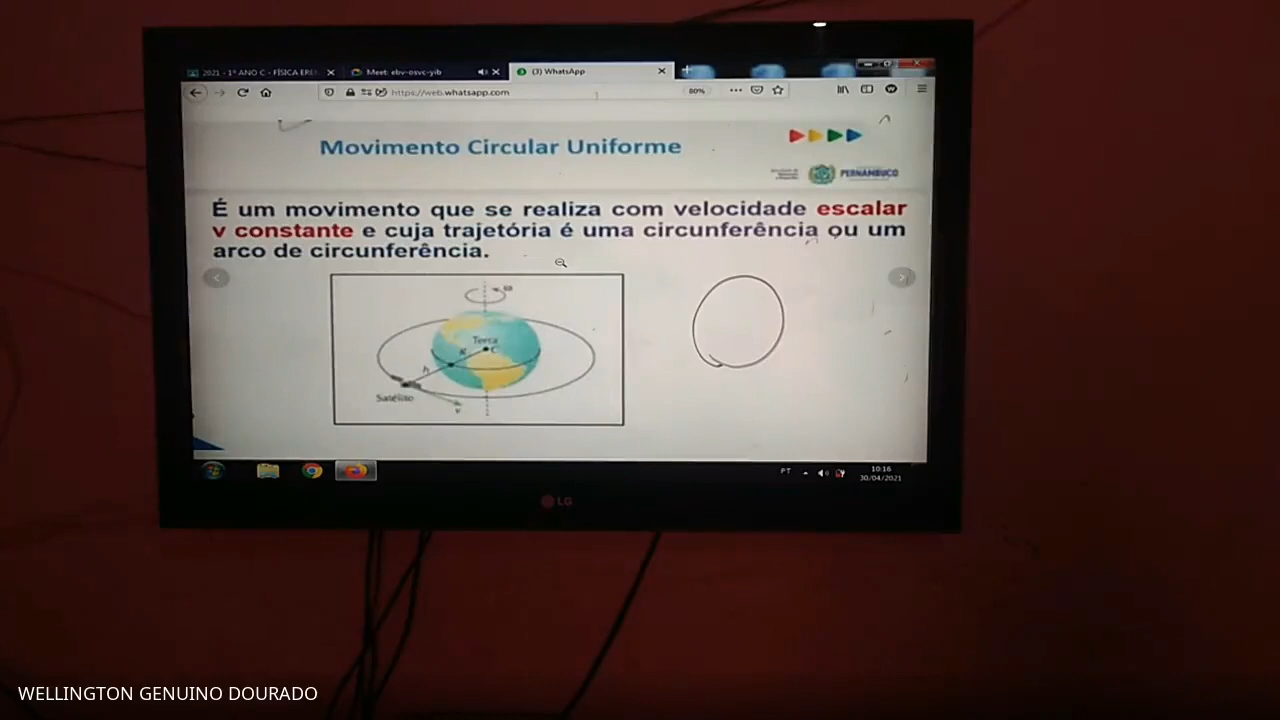 2021 - 1º ANO C - FÍSICA ERE
Meet: ebv-osvc-yib
(3) WhatsApp
https://web.whatsapp.com
80%
Movimento Circular Uniforme
PERNAMBUCO
É um movimento que se realiza com velocidade escalar
v constante e cuja trajetória é uma circunferência ou um
arco de circunferência.
Terra
R
C
h
Satélite
v
PT
10:16
30/04/2021
LG
WELLINGTON GENUINO DOURADO